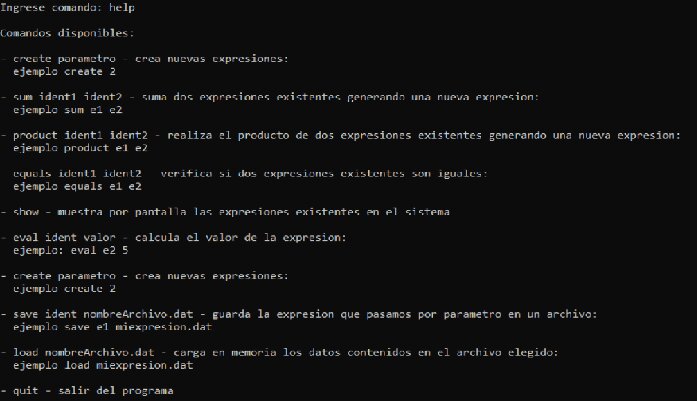 Ingrese comando: help
Comandos disponibles:
- create parametro - crea nuevas expresiones:
ejemplo create 2
- sum ident1 ident2 - suma dos expresiones existentes generando una nueva expresion:
ejemplo sum e1 e2
- product ident1 ident2 - realiza el producto de dos expresiones existentes generando una nueva expresion:
ejemplo product e1 e2
equals ident1 ident2  verifica si dos expresiones existentes son iguales:
ejemplo equals e1 e2
- show - muestra por pantalla las expresiones existentes en el sistema
- eval ident valor - calcula el valor de la expresion:
ejemplo: eval e2 5
- create parametro - crea nuevas expresiones:
ejemplo create 2
- save ident nombreArchivo.dat - guarda la expresion que pasamos por parametro en un archivo:
ejemplo save e1 miexpresion.dat
- load nombreArchivo.dat - carga en memoria los datos contenidos en el archivo elegido:
ejemplo load miexpresion.dat
- quit - salir del programa